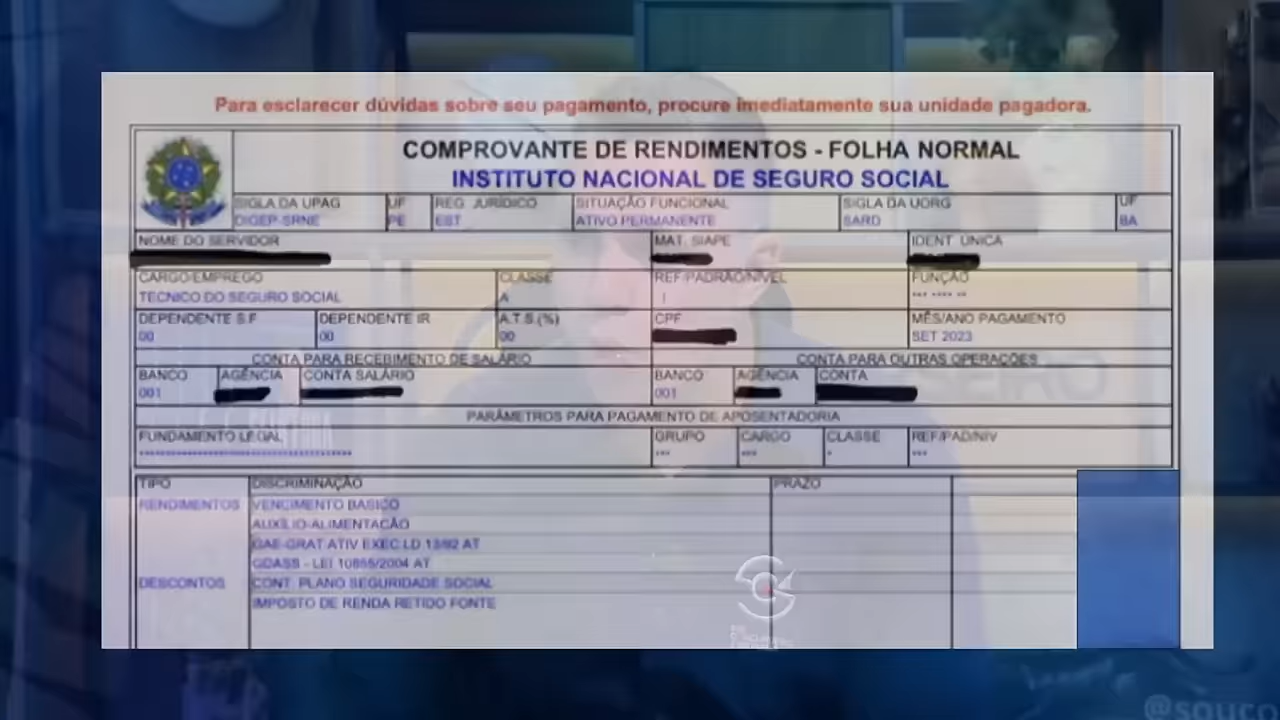 Para esclarecer dúvidas sobre seu pagamento, procure imediatamente sua unidade pagadora.
COMPROVANTE DE RENDIMENTOS - FOLHA NORMAL
INSTITUTO NACIONAL DE SEGURO SOCIAL
SIGLA DA UPAG UF REG JURÍDICO SITUAÇÃO FUNCIONAL SIGLA DA UORG UF
DIGEP-SRNE PE EST ATIVO PERMANENTE SARD BA
NOME DO SERVIDOR MAT. SIAPE IDENT. ÚNICA
CARGO/EMPREGO CLASSE REF/PADRÃO/NÍVEL FUNÇÃO
TECNICO DO SEGURO SOCIAL A I *** **** **
DEPENDENTE S.F DEPENDENTE IR A.T.S.(%) CPF MÊS/ANO PAGAMENTO
00 00 00 SET 2023
CONTA PARA RECEBIMENTO DE SALÁRIO CONTA PARA OUTRAS OPERAÇÕES
BANCO AGÊNCIA CONTA SALÁRIO BANCO AGÊNCIA CONTA
001 001
PARÂMETROS PARA PAGAMENTO DE APOSENTADORIA
FUNDAMENTO LEGAL GRUPO CARGO CLASSE REF/PAD/NIV
*** *** * ***
TIPO DISCRIMINAÇÃO PRAZO
RENDIMENTOS VENCIMENTO BASICO
AUXILIO-ALIMENTACÃO
GAE-GRAT ATIV EXEC LD 13/92 AT
GDASS - LEI 10855/2004 AT
DESCONTOS CONT. PLANO SEGURIDADE SOCIAL
IMPOSTO DE RENDA RETIDO FONTE